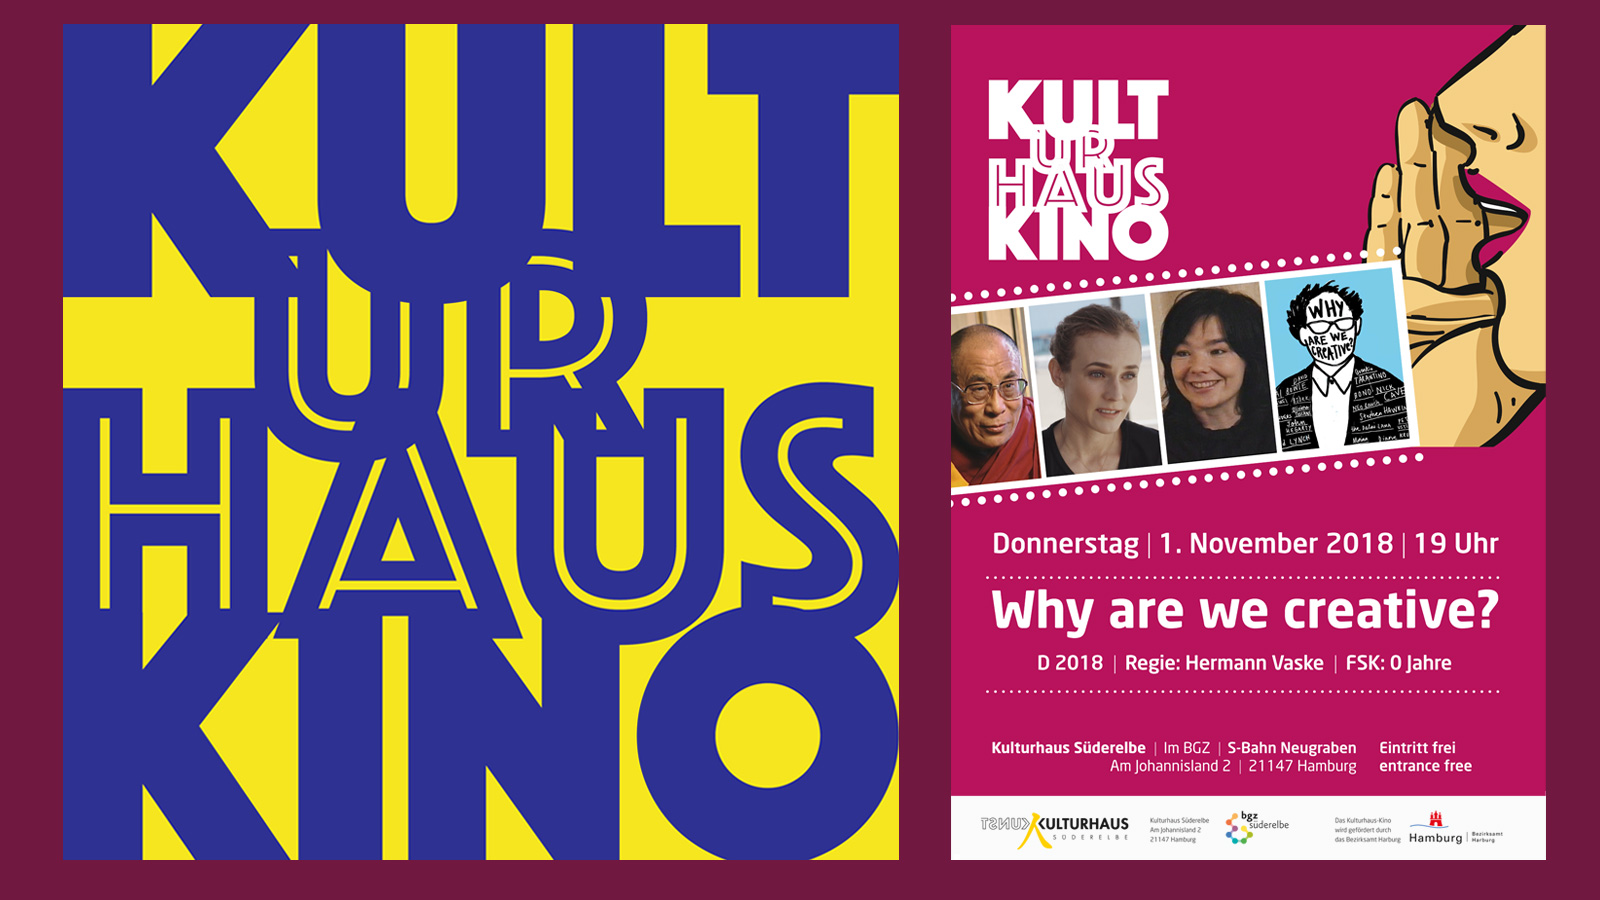 KULT
UR
HAUS
KINO
KULT
UR
HAUS
KINO
WHY
ARE WE
CREATIVE?
Donnerstag | 1. November 2018 | 19 Uhr
Why are we creative?
D 2018 | Regie: Hermann Vaske | FSK: 0 Jahre
Kulturhaus Süderelbe | Im BGZ | S-Bahn Neugraben
Am Johannisland 2 | 21147 Hamburg
Eintritt frei
entrance free
KUNST KULTURHAUS
SÜDERELBE
Kulturhaus Süderelbe
Am Johannisland 2
21147 Hamburg
bgz
süderelbe
Das Kulturhaus-Kino
wird gefördert durch
das Bezirksamt Harburg
Hamburg | Bezirksamt
Harburg